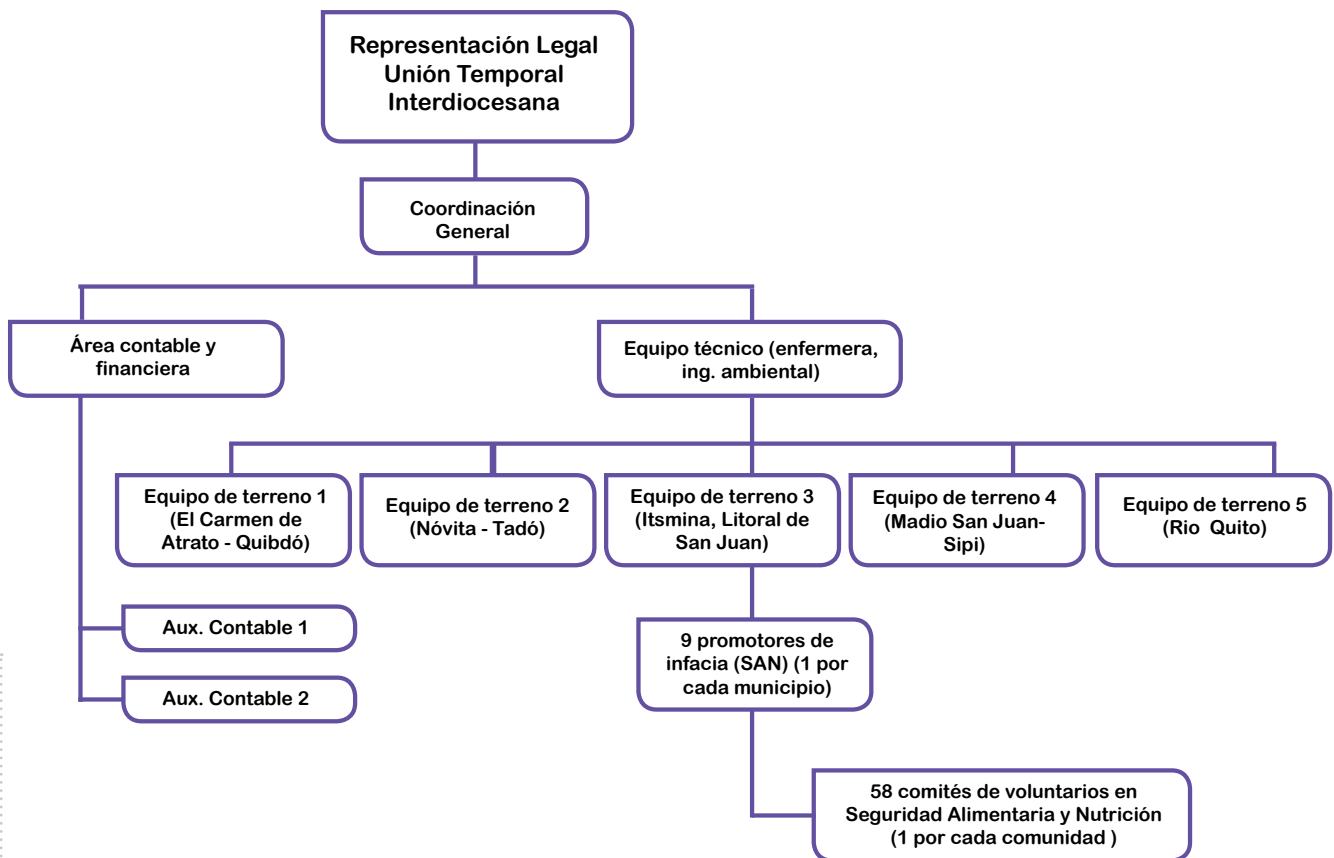 Representación Legal
Unión Temporal
Interdiocesana
Coordinación
General
Área contable y
financiera
Equipo técnico (enfermera,
ing. ambiental)
Equipo de terreno 1
(El Carmen de
Atrato - Quibdó)
Equipo de terreno 2
(Nóvita - Tadó)
Equipo de terreno 3
(Itsmina, Litoral de
San Juan)
Equipo de terreno 4
(Madio San Juan-
Sipi)
Equipo de terreno 5
(Rio Quito)
Aux. Contable 1
Aux. Contable 2
9 promotores de
infacia (SAN) (1 por
cada municipio)
58 comités de voluntarios en
Seguridad Alimentaria y Nutrición
(1 por cada comunidad )